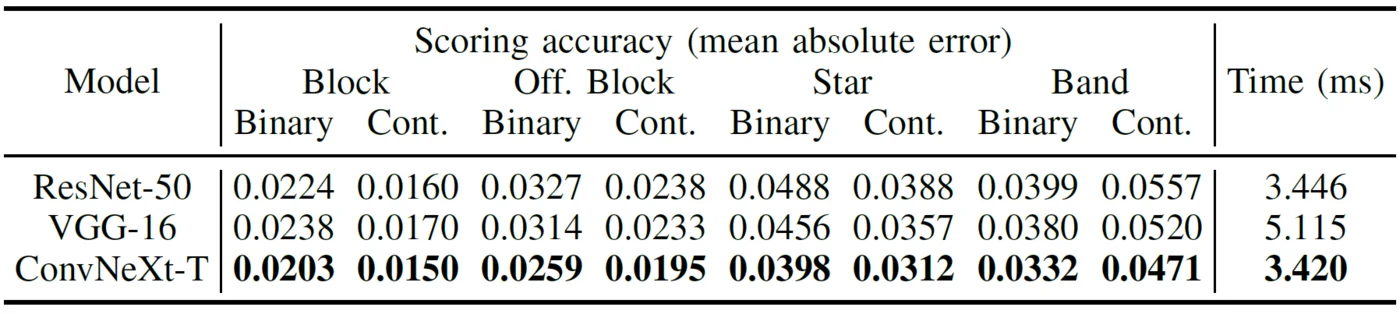 Scoring accuracy (mean absolute error)
Model Block Off. Block Star Band Time (ms)
Binary Cont. Binary Cont. Binary Cont. Binary Cont.
ResNet-50 0.0224 0.0160 0.0327 0.0238 0.0488 0.0388 0.0399 0.0557 3.446
VGG-16 0.0238 0.0170 0.0314 0.0233 0.0456 0.0357 0.0380 0.0520 5.115
ConvNeXt-T 0.0203 0.0150 0.0259 0.0195 0.0398 0.0312 0.0332 0.0471 3.420